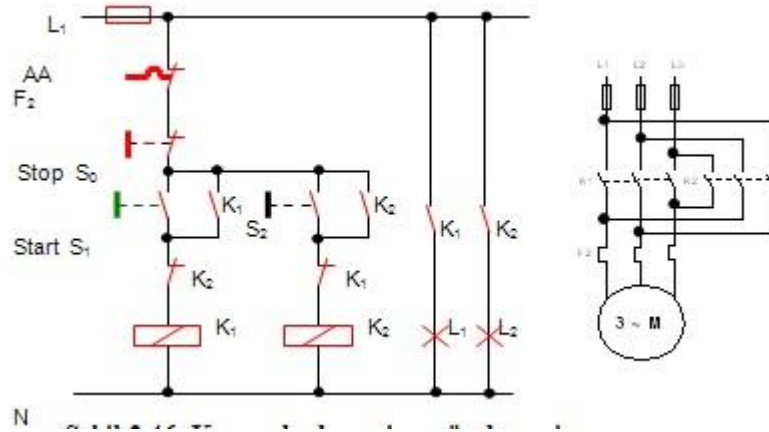 L₁
AA
F₂
Stop S₀
Start S₁
K₁
S₂
K₂
K₂
K₁
K₁
K₂
K₁
K₂
L₁
L₂
N
L1 L2 L3
K1
K2
F2
3 ~ M